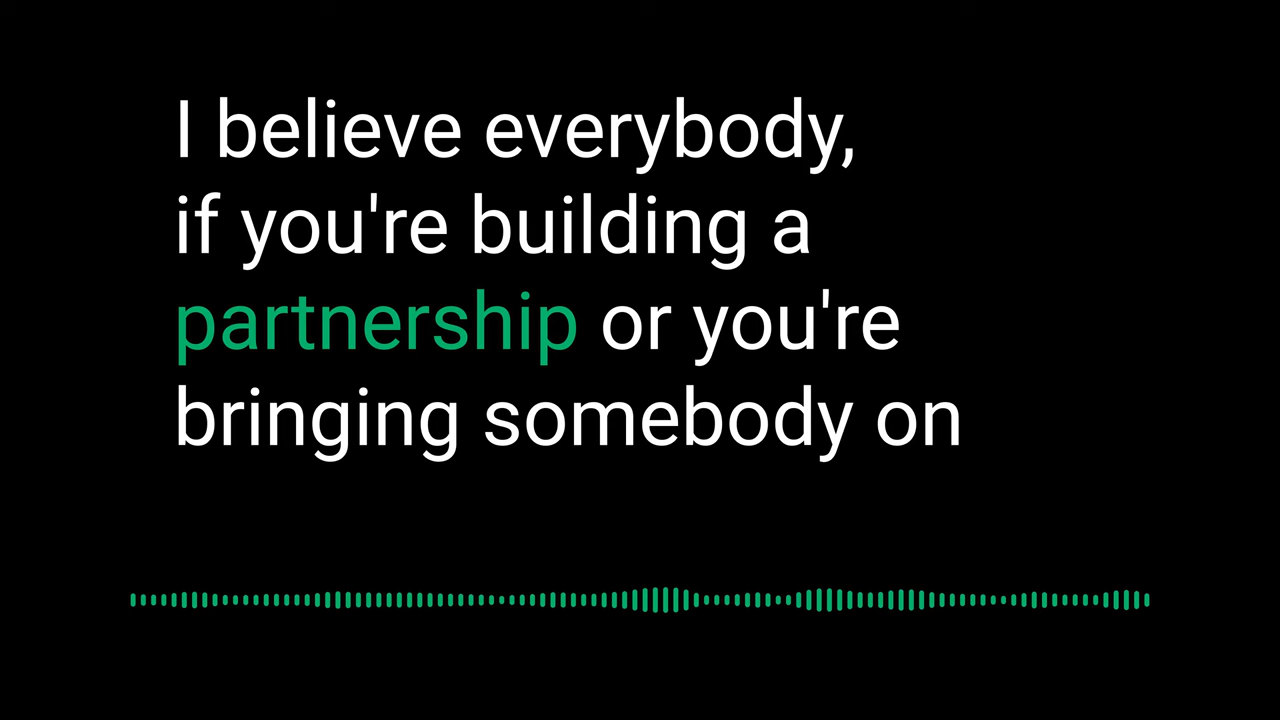 I believe everybody,
if you're building a
partnership or you're
bringing somebody on